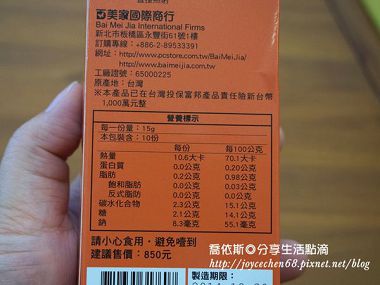 百美家國際商行
Bai Mei Jia International Firms
新北市板橋區永豐街61號1樓
訂購專線：+886-2-89533391
網址：http://www.pcstore.com.tw/BaiMeiJia
http://www.baimeijia.com.tw
工廠證號：65000225
原產地：台灣
※本產品已在台灣投保富邦產品責任險新台幣
1,000萬元整
營養標示
每一份量：15g
本包裝含：10份
每份 每100公克
熱量 10.6大卡 70.1大卡
蛋白質 0.0公克 0.20公克
脂肪 0.2公克 0.98公克
飽和脂肪 0.0公克 0.03公克
反式脂肪 0.0公克 0.0公克
碳水化合物 2.3公克 15.1公克
糖 2.1公克 14.1公克
鈉 8.3毫克 55.1毫克
請小心食用，避免噎到
建議售價：850元
製造期限：
喬依斯◎分享生活點滴
http://joycechen68.pixnet.net/blog